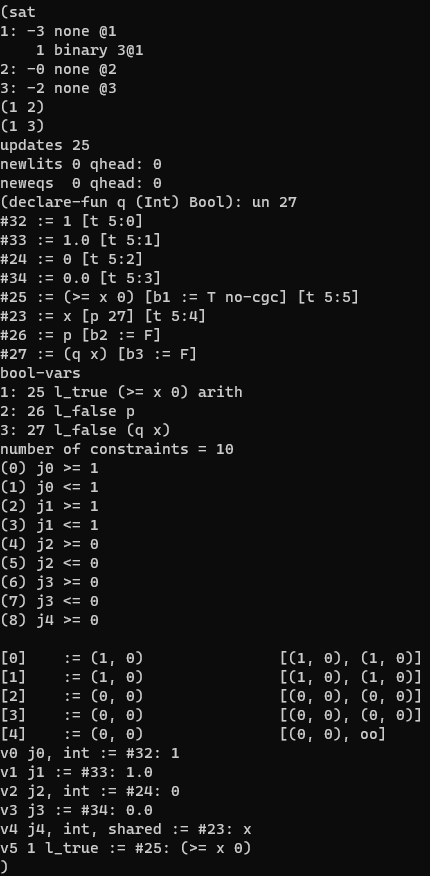 (sat
1: -3 none @1
    1 binary 3@1
2: -0 none @2
3: -2 none @3
(1 2)
(1 3)
updates 25
newlits 0 qhead: 0
neweqs  0 qhead: 0
(declare-fun q (Int) Bool): un 27
#32 := 1 [t 5:0]
#33 := 1.0 [t 5:1]
#24 := 0 [t 5:2]
#34 := 0.0 [t 5:3]
#25 := (>= x 0) [b1 := T no-cgc] [t 5:5]
#23 := x [p 27] [t 5:4]
#26 := p [b2 := F]
#27 := (q x) [b3 := F]
bool-vars
1: 25 l_true (>= x 0) arith
2: 26 l_false p
3: 27 l_false (q x)
number of constraints = 10
(0) j0 >= 1
(1) j0 <= 1
(2) j1 >= 1
(3) j1 <= 1
(4) j2 >= 0
(5) j2 <= 0
(6) j3 >= 0
(7) j3 <= 0
(8) j4 >= 0

[0]    := (1, 0)               [(1, 0), (1, 0)]
[1]    := (1, 0)               [(1, 0), (1, 0)]
[2]    := (0, 0)               [(0, 0), (0, 0)]
[3]    := (0, 0)               [(0, 0), (0, 0)]
[4]    := (0, 0)               [(0, 0), oo]
v0 j0, int := #32: 1
v1 j1 := #33: 1.0
v2 j2, int := #24: 0
v3 j3 := #34: 0.0
v4 j4, int, shared := #23: x
v5 1 l_true := #25: (>= x 0)
)